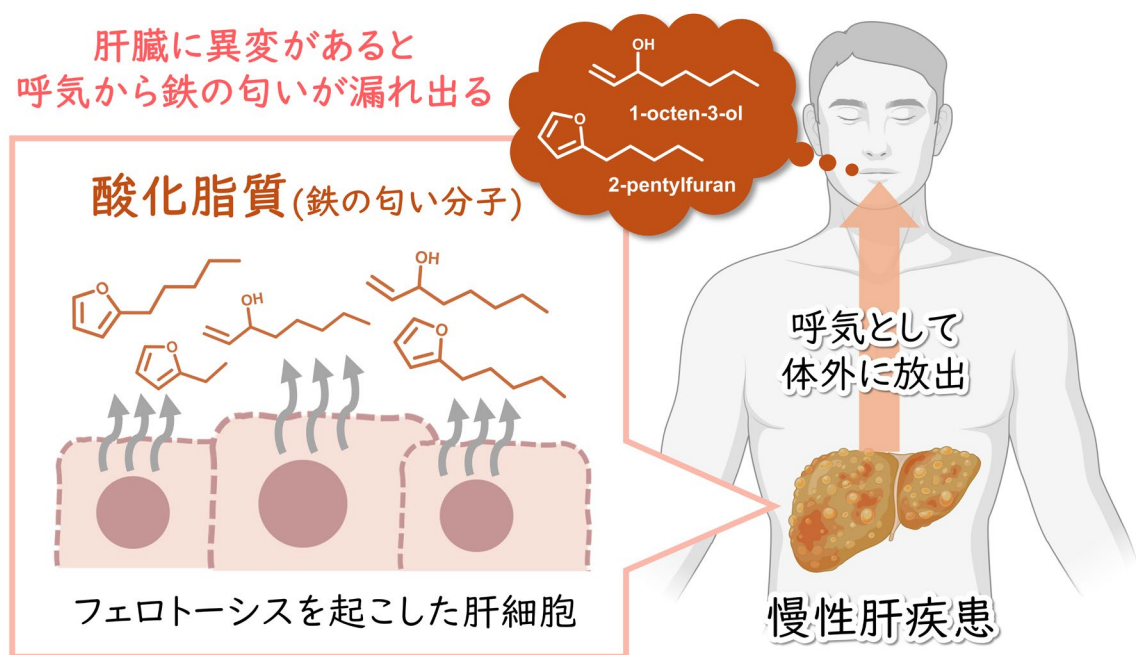 肝臓に異変があると
呼気から鉄の匂いが漏れ出る
OH
1-octen-3-ol
O
2-pentylfuran
酸化脂質(鉄の匂い分子)
O
OH
O
OH
O
呼気として
体外に放出
フェロトーシスを起こした肝細胞
慢性肝疾患